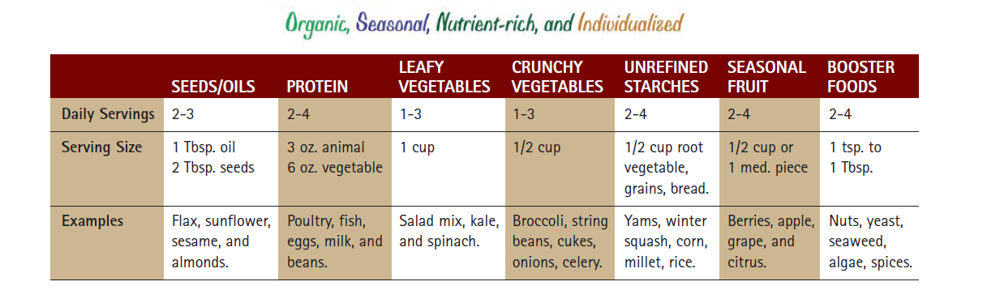 Organic, Seasonal, Nutrient-rich, and Individualized
SEEDS/OILS PROTEIN LEAFY VEGETABLES CRUNCHY VEGETABLES UNREFINED STARCHES SEASONAL FRUIT BOOSTER FOODS
Daily Servings 2-3 2-4 1-3 1-3 2-4 2-4 2-4
Serving Size 1 Tbsp. oil 3 oz. animal 1 cup 1/2 cup 1/2 cup root 1/2 cup or 1 tsp. to
2 Tbsp. seeds 6 oz. vegetable vegetable, 1 med. piece 1 Tbsp.
grains, bread.
Examples Flax, sunflower, Poultry, fish, Salad mix, kale, Broccoli, string Yams, winter Berries, apple, Nuts, yeast,
sesame, and eggs, milk, and and spinach. beans, cukes, squash, corn, grape, and seaweed,
almonds. beans. onions, celery. millet, rice. citrus. algae, spices.